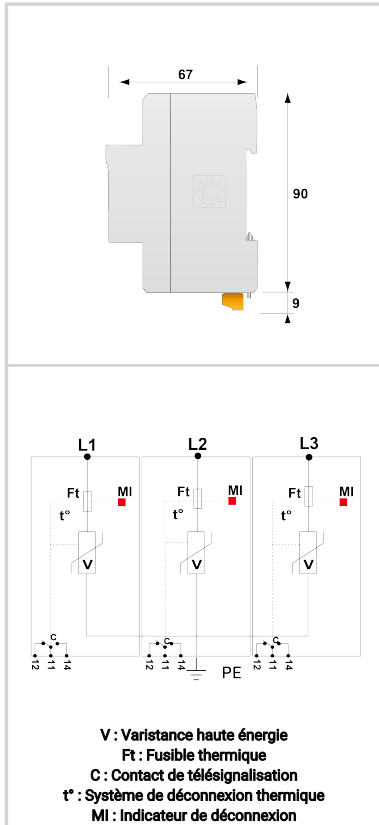 67
90
9
L1 L2 L3
Ft MI Ft MI Ft MI
t° t° t°
V V V
C C C
12 11 14 12 11 14 12 11 14
PE
V : Varistance haute énergie
Ft : Fusible thermique
C : Contact de télésignalisation
t° : Système de déconnexion thermique
MI : Indicateur de déconnexion